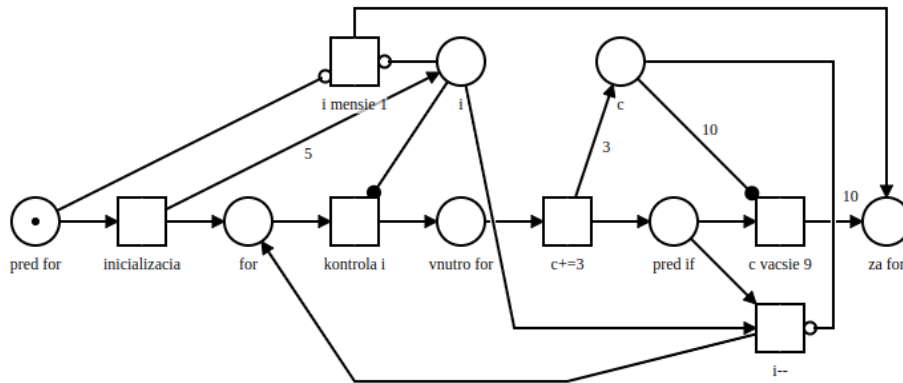 i mensie 1
i
c
10
5
3
10
pred for
inicializacia
for
kontrola i
vnutro for
c+=3
pred if
c vacsie 9
za for
i--